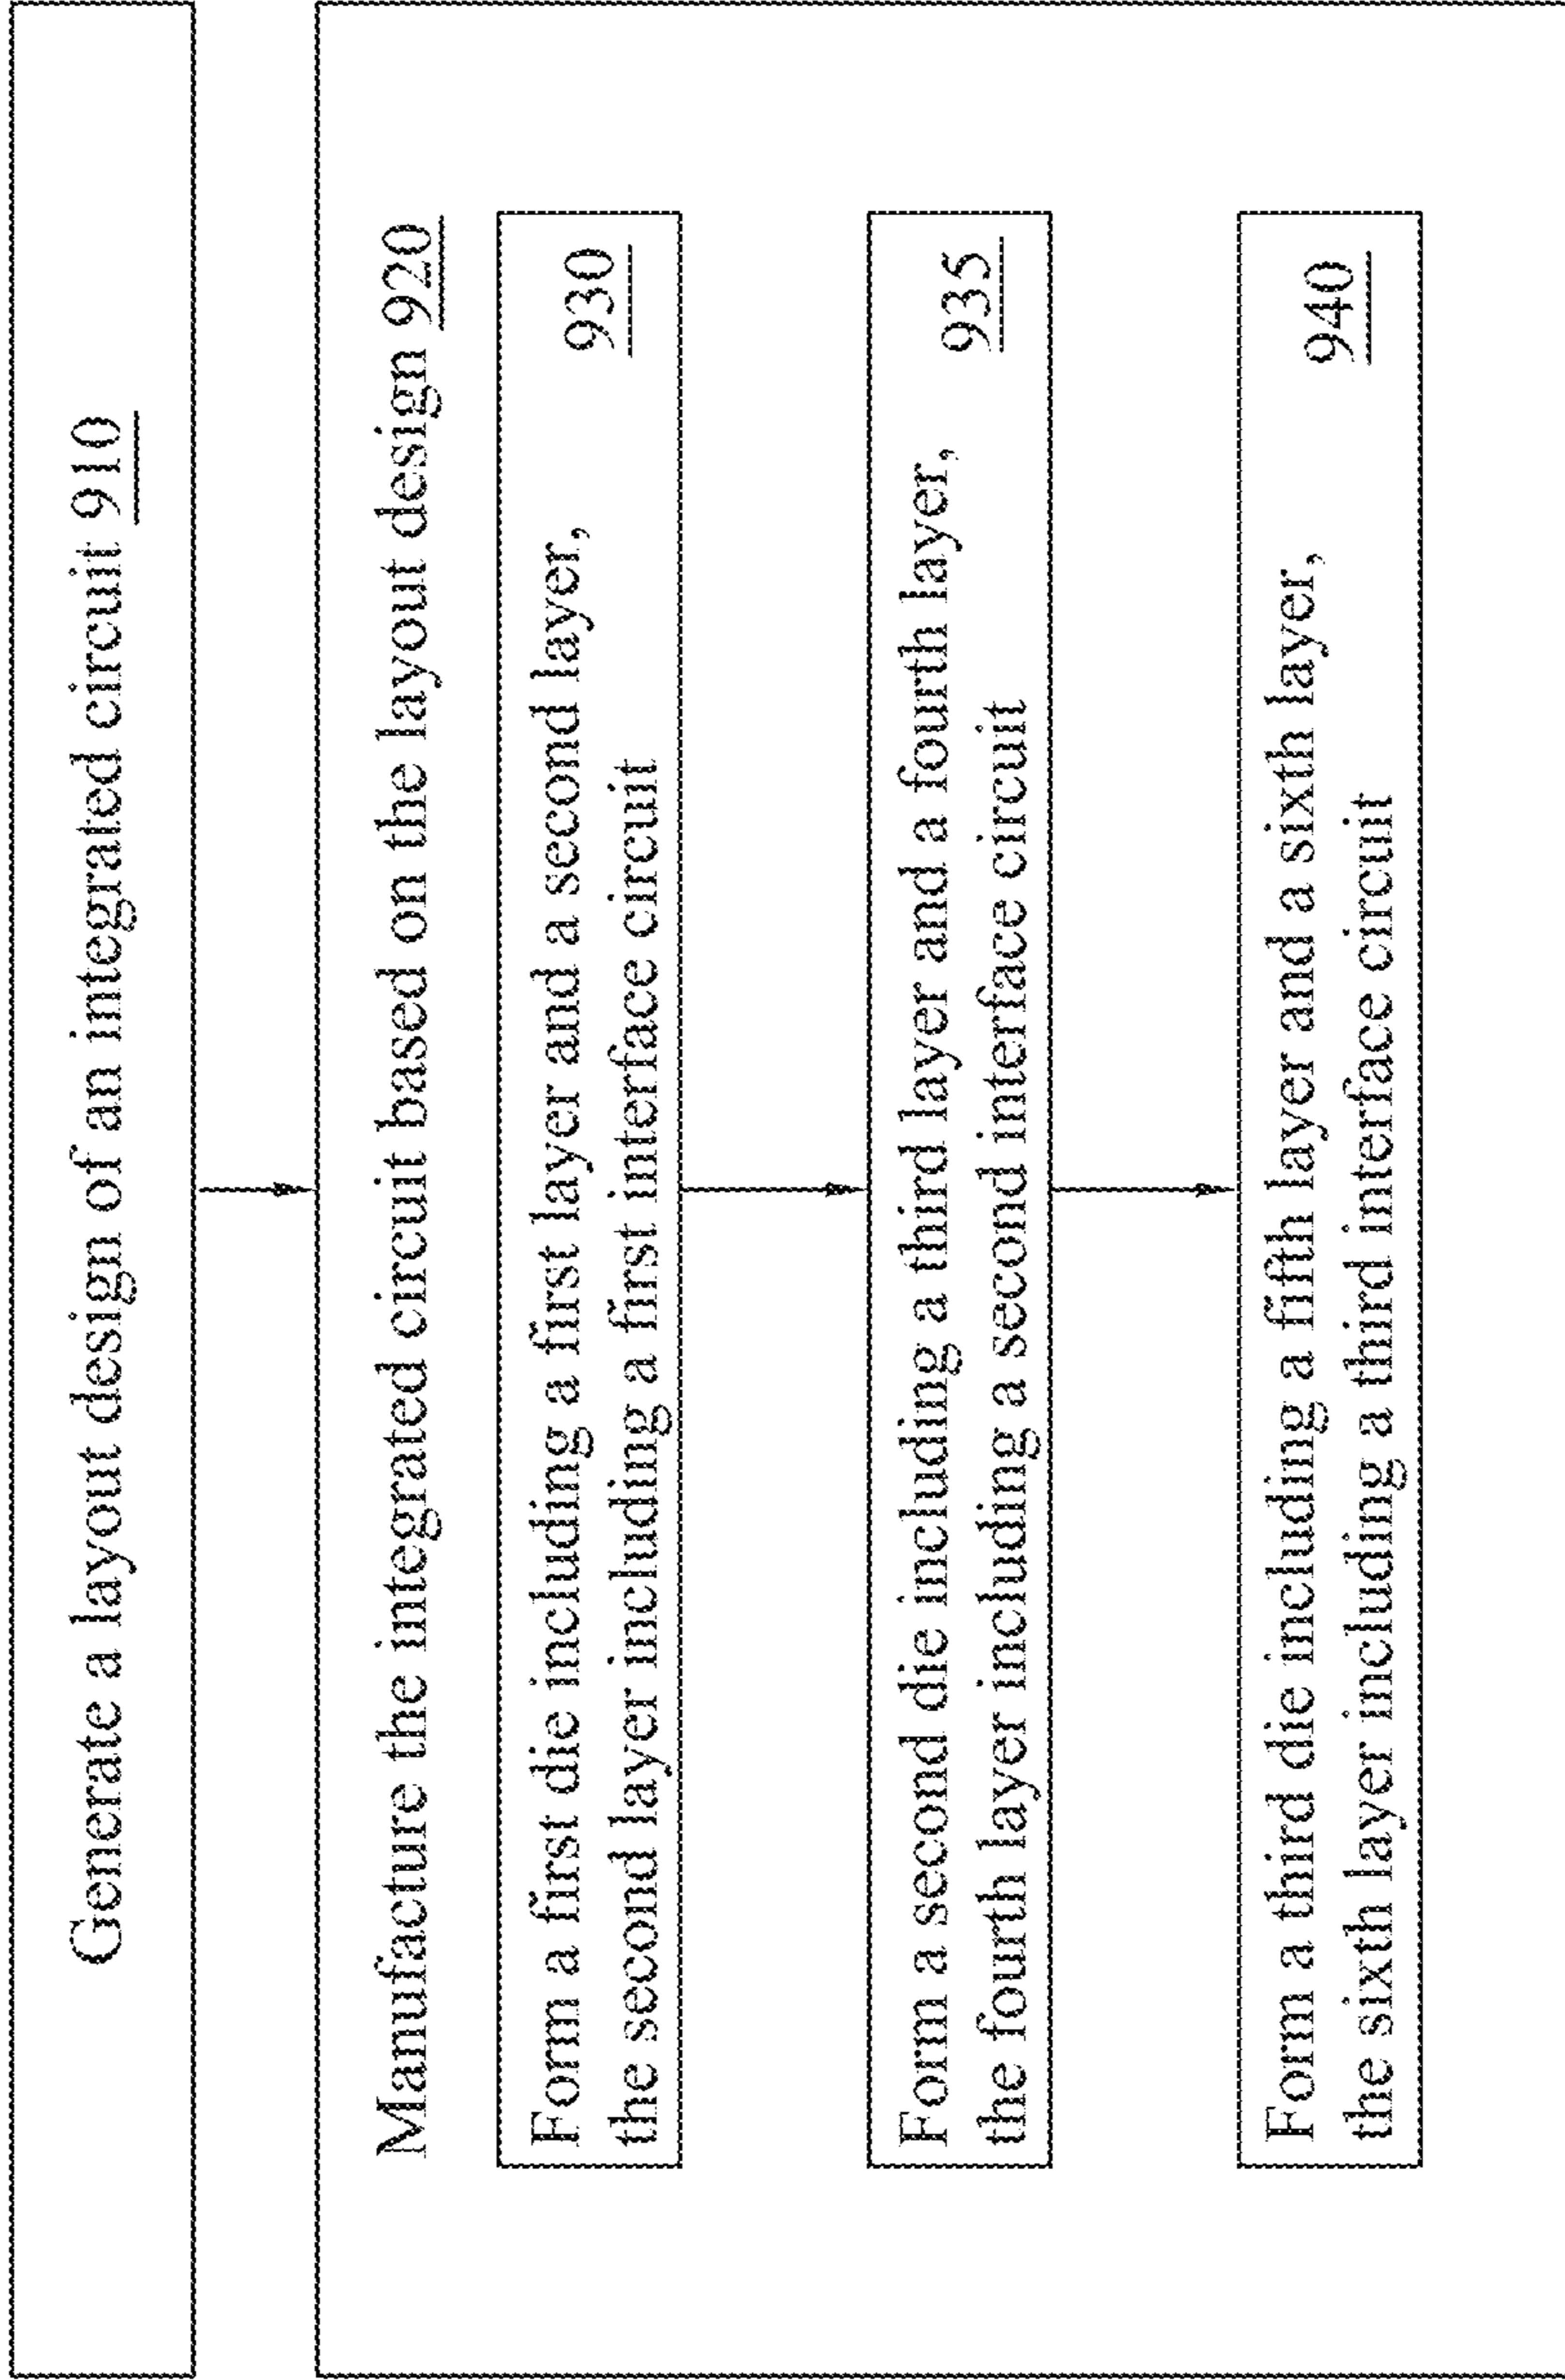 Generate a layout design of an integrated circuit 910
Manufacture the integrated circuit based on the layout design 920
Form a first die including a first layer and a second layer,
the second layer including a first interface circuit
930
Form a second die including a third layer and a fourth layer,
the fourth layer including a second interface circuit
935
Form a third die including a fifth layer and a sixth layer,
the sixth layer including a third interface circuit
940